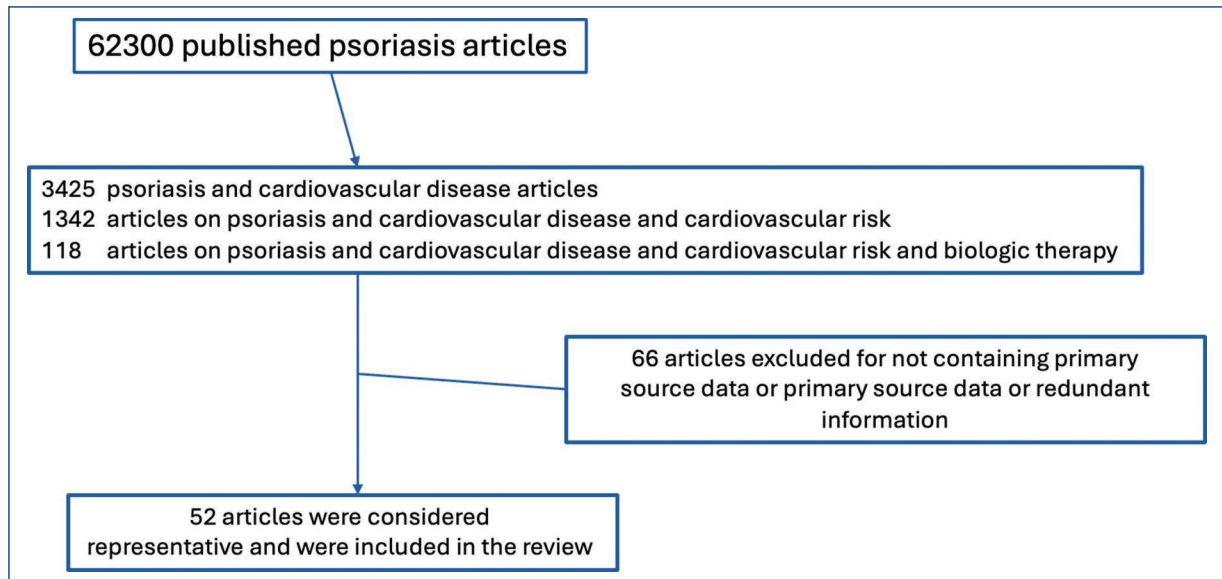 62300 published psoriasis articles
3425 psoriasis and cardiovascular disease articles
1342 articles on psoriasis and cardiovascular disease and cardiovascular risk
118 articles on psoriasis and cardiovascular disease and cardiovascular risk and biologic therapy
66 articles excluded for not containing primary
source data or primary source data or redundant
information
52 articles were considered
representative and were included in the review